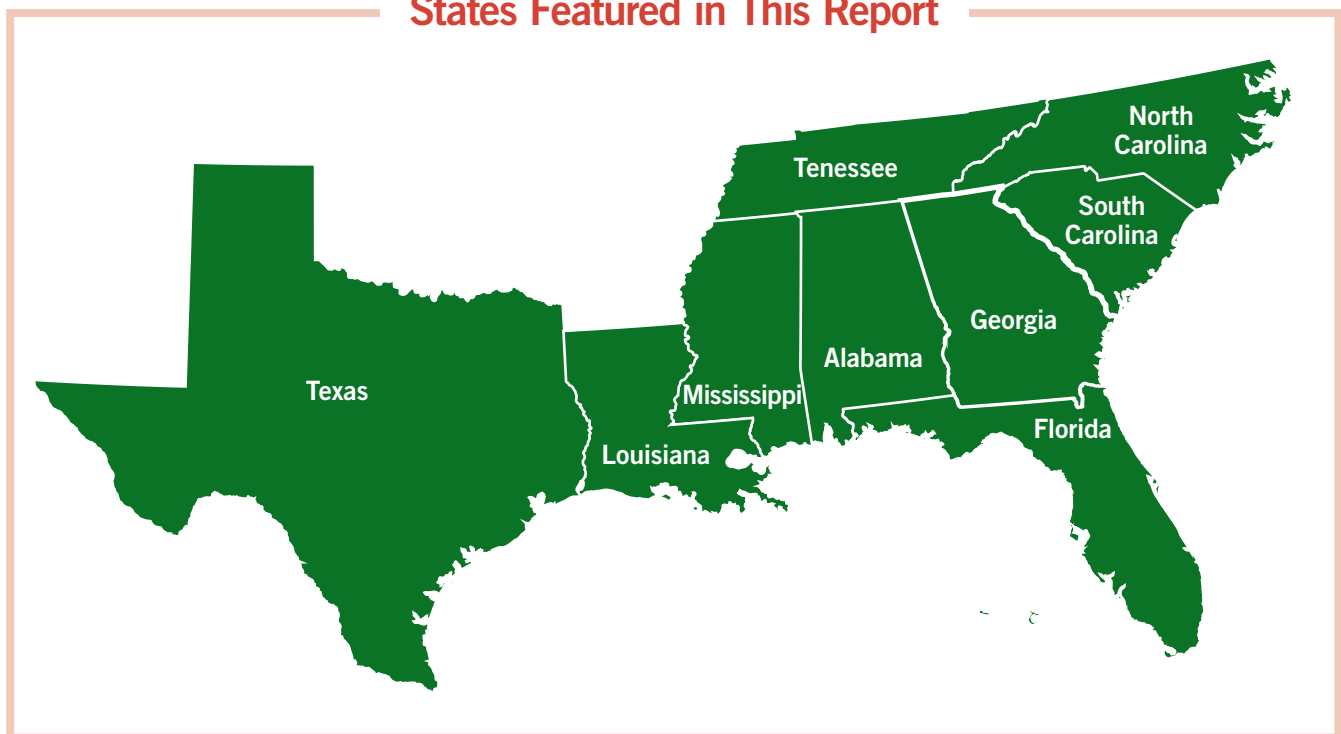 States Featured in This Report
North
Carolina
Tenessee
South
Carolina
Georgia
Alabama
Texas
Mississippi
Florida
Louisiana